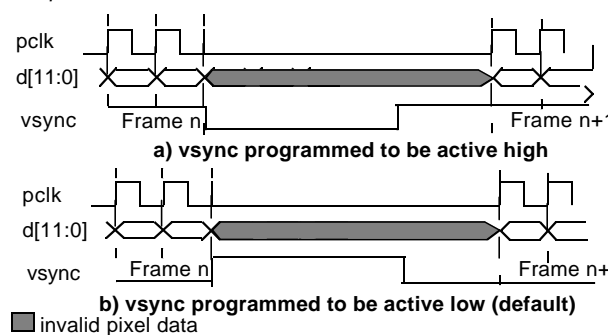 pclk
d[11:0]
vsync Frame n Frame n+1
a) vsync programmed to be active high
pclk
d[11:0]
vsync Frame n Frame n+
b) vsync programmed to be active low (default)
invalid pixel data